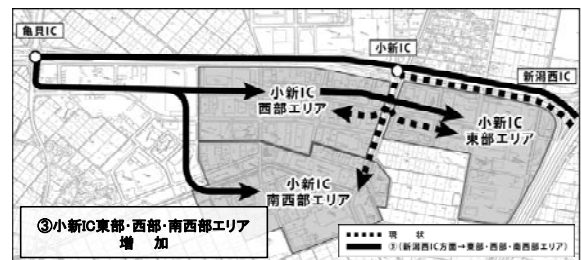 亀貝IC
小新IC
新潟西IC
小新IC
西部エリア
小新IC
東部エリア
小新IC
南西部エリア
③小新IC東部・西部・南西部エリア
増 加
現 状
③(新潟西IC方面→東部・西部・南西部エリア)